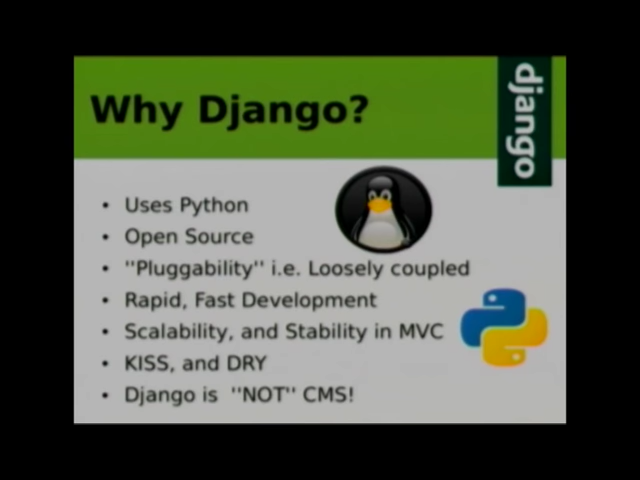 Why Django?
django
• Uses Python
• Open Source
• "Pluggability" i.e. Loosely coupled
• Rapid, Fast Development
• Scalability, and Stability in MVC
• KISS, and DRY
• Django is "NOT" CMS!